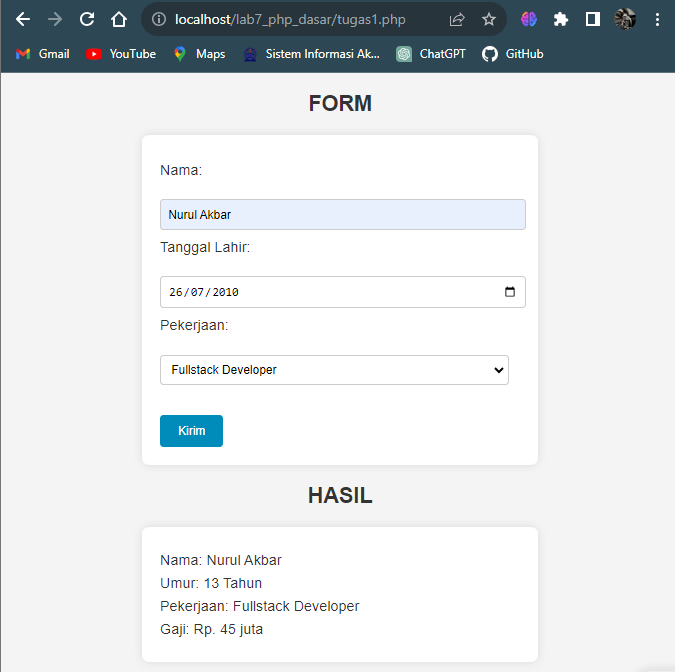 localhost/lab7_php_dasar/tugas1.php
Gmail YouTube Maps Sistem Informasi Ak... ChatGPT GitHub
FORM
Nama:
Nurul Akbar
Tanggal Lahir:
26/07/2010
Pekerjaan:
Fullstack Developer
Kirim
HASIL
Nama: Nurul Akbar
Umur: 13 Tahun
Pekerjaan: Fullstack Developer
Gaji: Rp. 45 juta